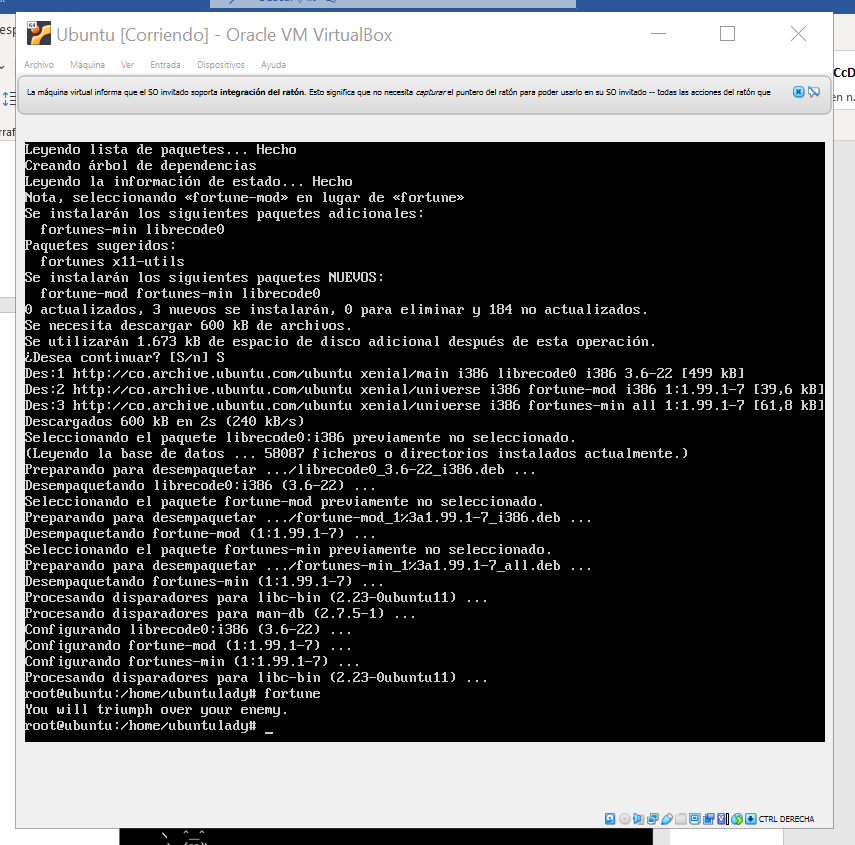 Ubuntu [Corriendo] - Oracle VM VirtualBox
Archivo Máquina Ver Entrada Dispositivos Ayuda
La máquina virtual informa que el SO invitado soporta integración del ratón. Esto significa que no necesita capturar el puntero del ratón para poder usarlo en su SO invitado -- todas las acciones del ratón que
CcD
en n.
Leyendo lista de paquetes... Hecho
Creando árbol de dependencias
Leyendo la información de estado... Hecho
Nota, seleccionando «fortune-mod» en lugar de «fortune»
Se instalarán los siguientes paquetes adicionales:
  fortunes-min librecode0
Paquetes sugeridos:
  fortunes x11-utils
Se instalarán los siguientes paquetes NUEVOS:
  fortune-mod fortunes-min librecode0
0 actualizados, 3 nuevos se instalarán, 0 para eliminar y 184 no actualizados.
Se necesita descargar 600 kB de archivos.
Se utilizarán 1.673 kB de espacio de disco adicional después de esta operación.
¿Desea continuar? [S/n] S
Des:1 http://co.archive.ubuntu.com/ubuntu xenial/main i386 librecode0 i386 3.6-22 [499 kB]
Des:2 http://co.archive.ubuntu.com/ubuntu xenial/universe i386 fortune-mod i386 1:1.99.1-7 [39,6 kB]
Des:3 http://co.archive.ubuntu.com/ubuntu xenial/universe i386 fortunes-min all 1:1.99.1-7 [61,8 kB]
Descargados 600 kB en 2s (240 kB/s)
Seleccionando el paquete librecode0:i386 previamente no seleccionado.
(Leyendo la base de datos ... 58087 ficheros o directorios instalados actualmente.)
Preparando para desempaquetar .../librecode0_3.6-22_i386.deb ...
Desempaquetando librecode0:i386 (3.6-22) ...
Seleccionando el paquete fortune-mod previamente no seleccionado.
Preparando para desempaquetar .../fortune-mod_1%3a1.99.1-7_i386.deb ...
Desempaquetando fortune-mod (1:1.99.1-7) ...
Seleccionando el paquete fortunes-min previamente no seleccionado.
Preparando para desempaquetar .../fortunes-min_1%3a1.99.1-7_all.deb ...
Desempaquetando fortunes-min (1:1.99.1-7) ...
Procesando disparadores para libc-bin (2.23-0ubuntu11) ...
Procesando disparadores para man-db (2.7.5-1) ...
Configurando librecode0:i386 (3.6-22) ...
Configurando fortune-mod (1:1.99.1-7) ...
Configurando fortunes-min (1:1.99.1-7) ...
Procesando disparadores para libc-bin (2.23-0ubuntu11) ...
root@ubuntu:/home/ubuntulady# fortune
You will triumph over your enemy.
root@ubuntu:/home/ubuntulady# _
CTRL DERECHA